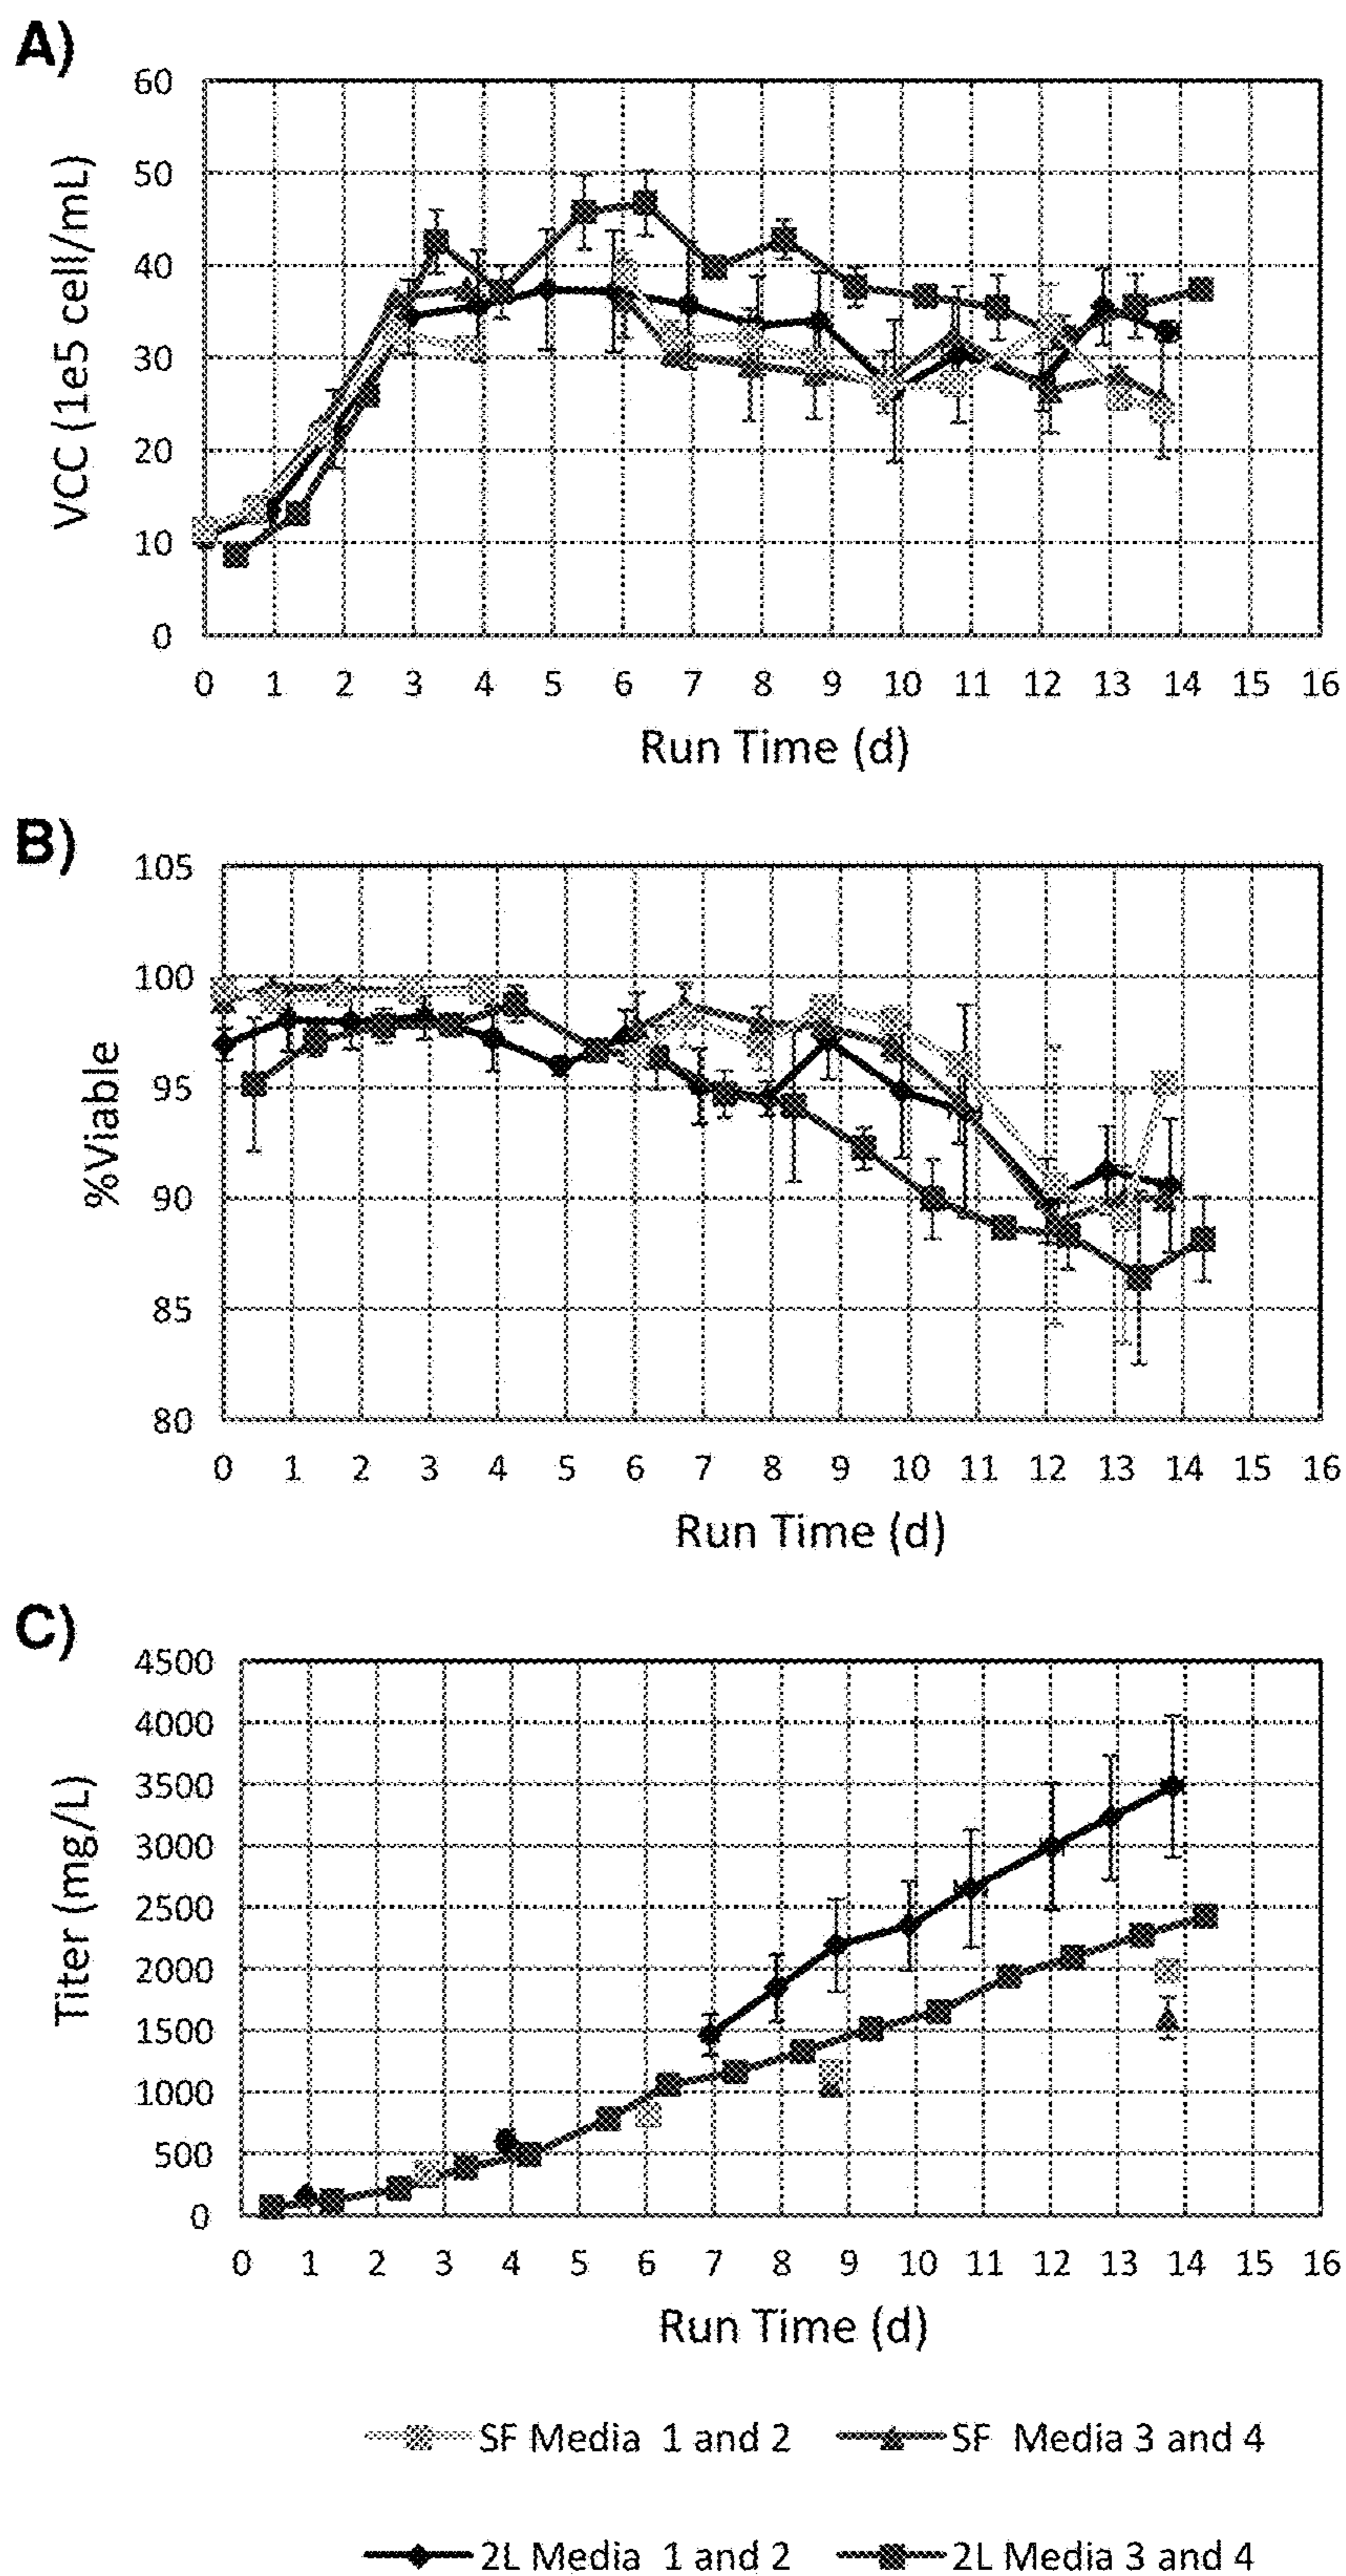 A)
VCC (1e5 cell/mL)
60
50
40
30
20
10
0
0 1 2 3 4 5 6 7 8 9 10 11 12 13 14 15 16
Run Time (d)
B)
%Viable
105
100
95
90
85
80
0 1 2 3 4 5 6 7 8 9 10 11 12 13 14 15 16
Run Time (d)
C)
Titer (mg/L)
4500
4000
3500
3000
2500
2000
1500
1000
500
0
0 1 2 3 4 5 6 7 8 9 10 11 12 13 14 15 16
Run Time (d)
SF Media 1 and 2 SF Media 3 and 4
2L Media 1 and 2 2L Media 3 and 4